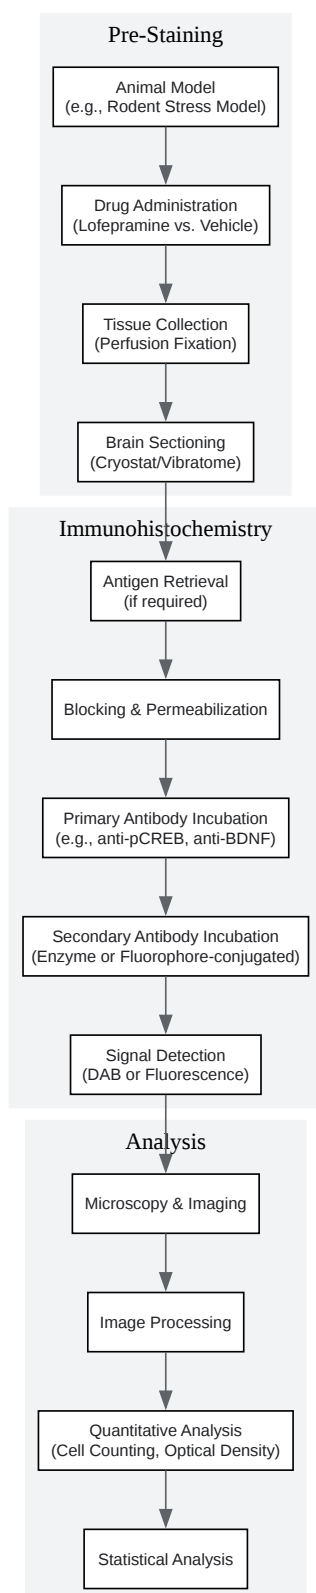 Pre-Staining
Animal Model
(e.g., Rodent Stress Model)
Drug Administration
(Lofepramine vs. Vehicle)
Tissue Collection
(Perfusion Fixation)
Brain Sectioning
(Cryostat/Vibratome)
Immunohistochemistry
Antigen Retrieval
(if required)
Blocking & Permeabilization
Primary Antibody Incubation
(e.g., anti-pCREB, anti-BDNF)
Secondary Antibody Incubation
(Enzyme or Fluorophore-conjugated)
Signal Detection
(DAB or Fluorescence)
Analysis
Microscopy & Imaging
Image Processing
Quantitative Analysis
(Cell Counting, Optical Density)
Statistical Analysis